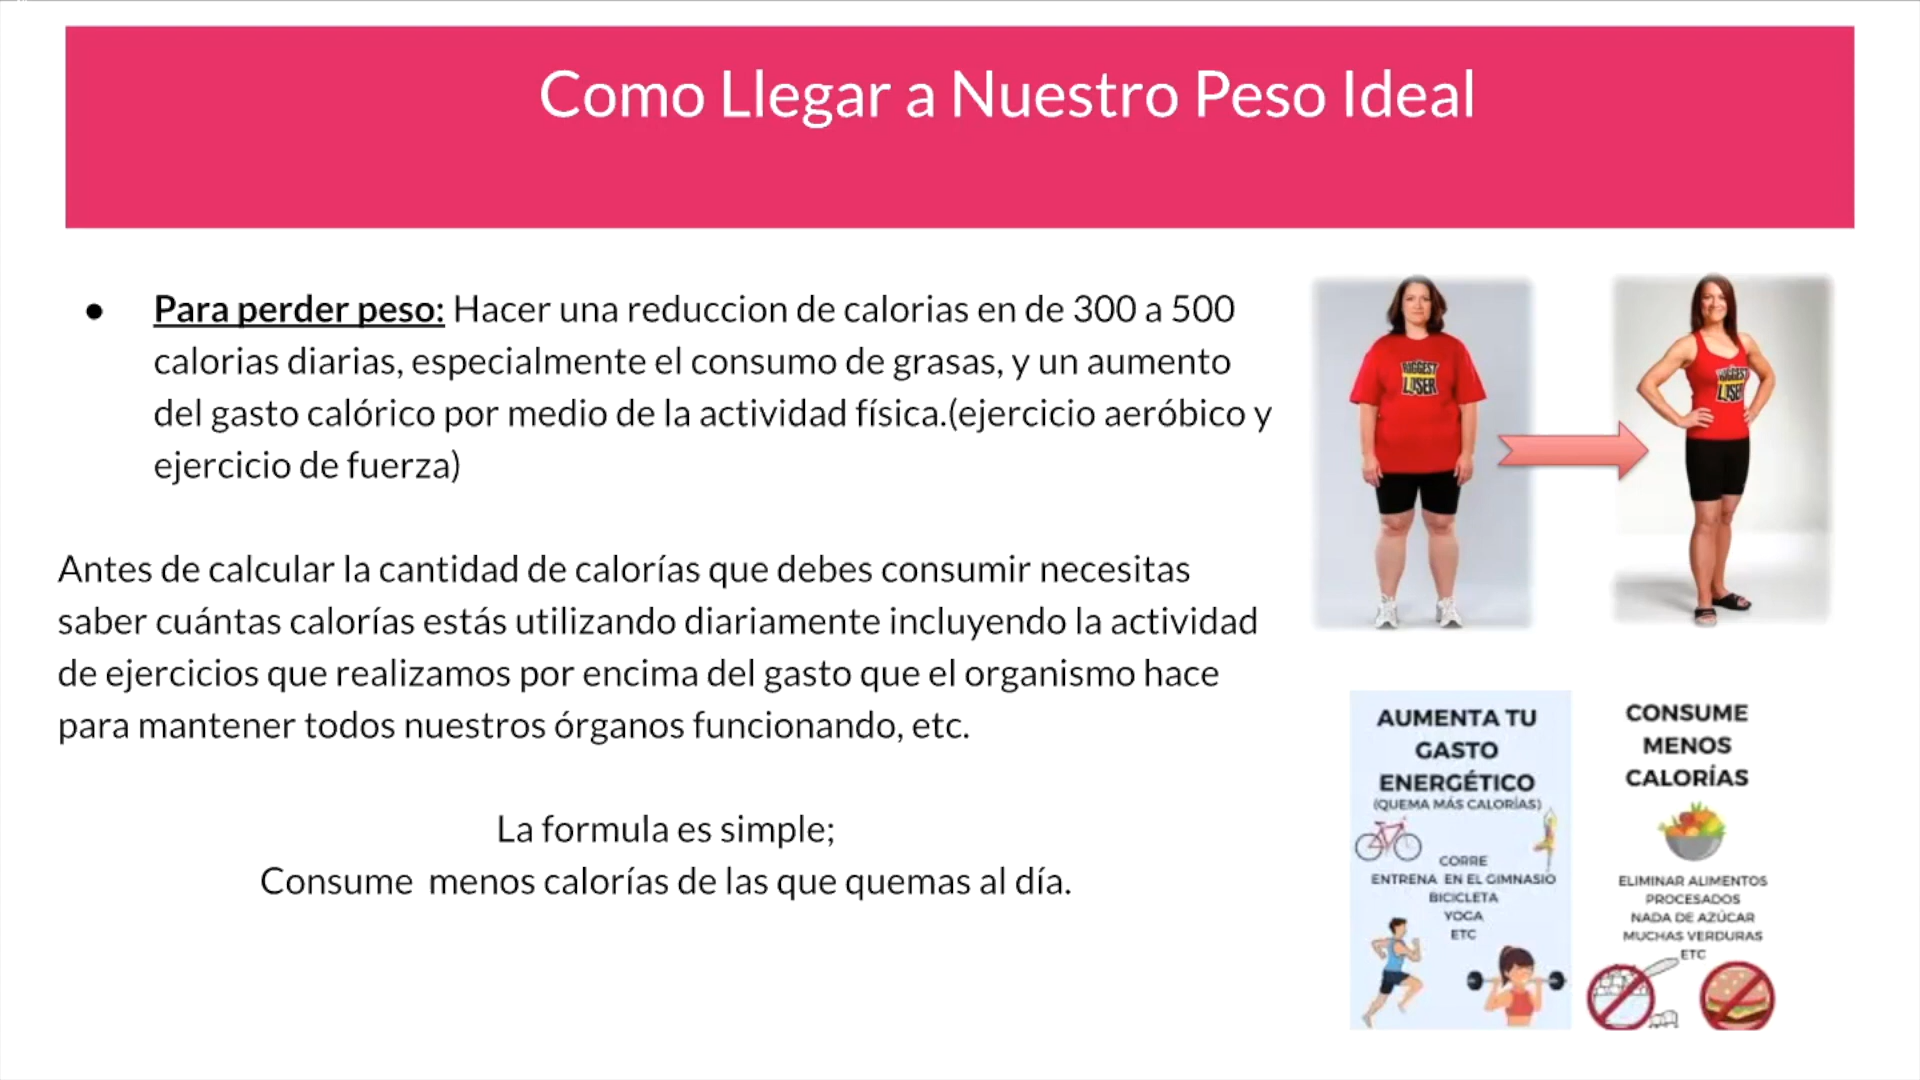 Como Llegar a Nuestro Peso Ideal
● Para perder peso: Hacer una reduccion de calorias en de 300 a 500
calorias diarias, especialmente el consumo de grasas, y un aumento
del gasto calórico por medio de la actividad física.(ejercicio aeróbico y
ejercicio de fuerza)
Antes de calcular la cantidad de calorías que debes consumir necesitas
saber cuántas calorías estás utilizando diariamente incluyendo la actividad
de ejercicios que realizamos por encima del gasto que el organismo hace
para mantener todos nuestros órganos funcionando, etc.
La formula es simple;
Consume  menos calorías de las que quemas al día.
BIGGEST
LOSER
BIGGEST
LOSER
AUMENTA TU
GASTO
ENERGÉTICO
(QUEMA MÁS CALORÍAS)
CORRE
ENTRENA EN EL GIMNASIO
BICICLETA
YOGA
ETC
CONSUME
MENOS
CALORÍAS
ELIMINAR ALIMENTOS
PROCESADOS
NADA DE AZÚCAR
MUCHAS VERDURAS
ETC